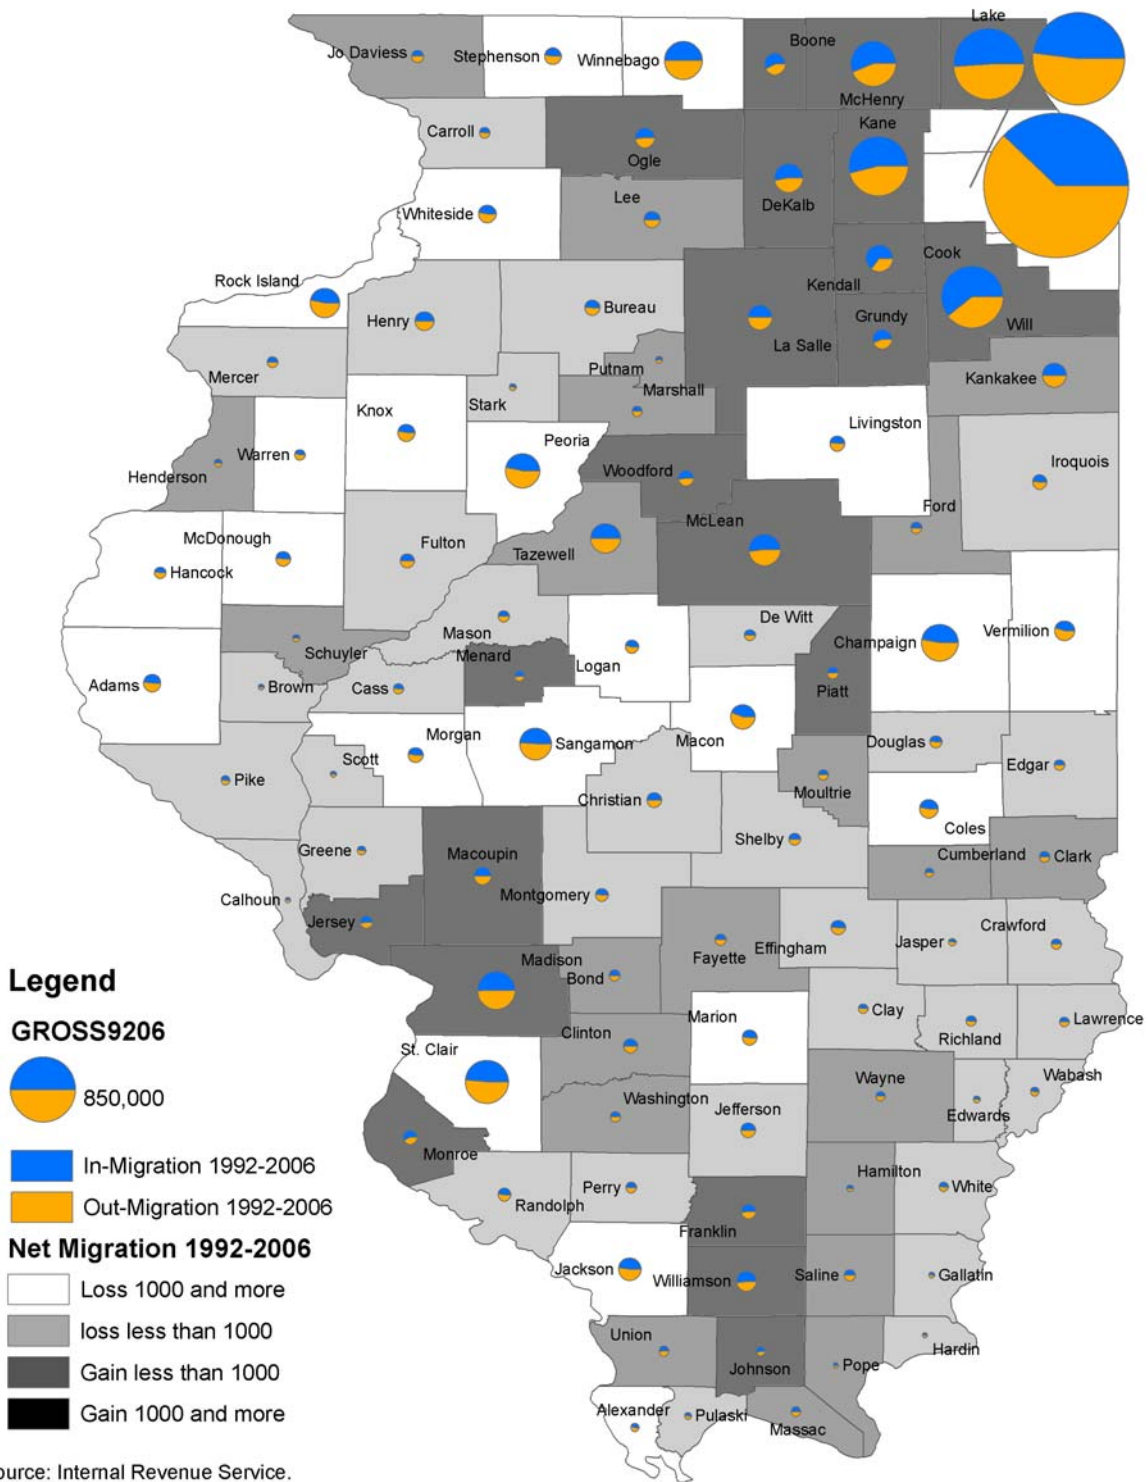 Lake
Boone
Jo Daviess
Stephenson
Winnebago
McHenry
Kane
Carroll
Ogle
DeKalb
Lee
Whiteside
Cook
Rock Island
Kendall
Bureau
Henry
Grundy
Will
La Salle
Putnam
Mercer
Kankakee
Marshall
Stark
Knox
Livingston
Peoria
Warren
Iroquois
Woodford
Henderson
Ford
McLean
McDonough
Fulton
Tazewell
Hancock
De Witt
Mason
Vermilion
Champaign
Schuyler
Menard
Logan
Adams
Brown
Cass
Piatt
Morgan
Sangamon
Macon
Douglas
Scott
Edgar
Pike
Moultrie
Christian
Coles
Shelby
Greene
Macoupin
Cumberland
Clark
Montgomery
Calhoun
Jersey
Crawford
Effingham
Jasper
Fayette
Madison
Bond
Legend
Clay
Lawrence
Marion
GROSS9206
Clinton
Richland
St. Clair
Wayne
Wabash
850,000
Washington
Jefferson
Edwards
Monroe
In-Migration 1992-2006
Hamilton
Perry
White
Out-Migration 1992-2006
Randolph
Franklin
Net Migration 1992-2006
Jackson
Williamson
Saline
Gallatin
Loss 1000 and more
loss less than 1000
Union
Hardin
Johnson
Pope
Gain less than 1000
Alexander
Pulaski
Gain 1000 and more
Massac
ource: Internal Revenue Service.